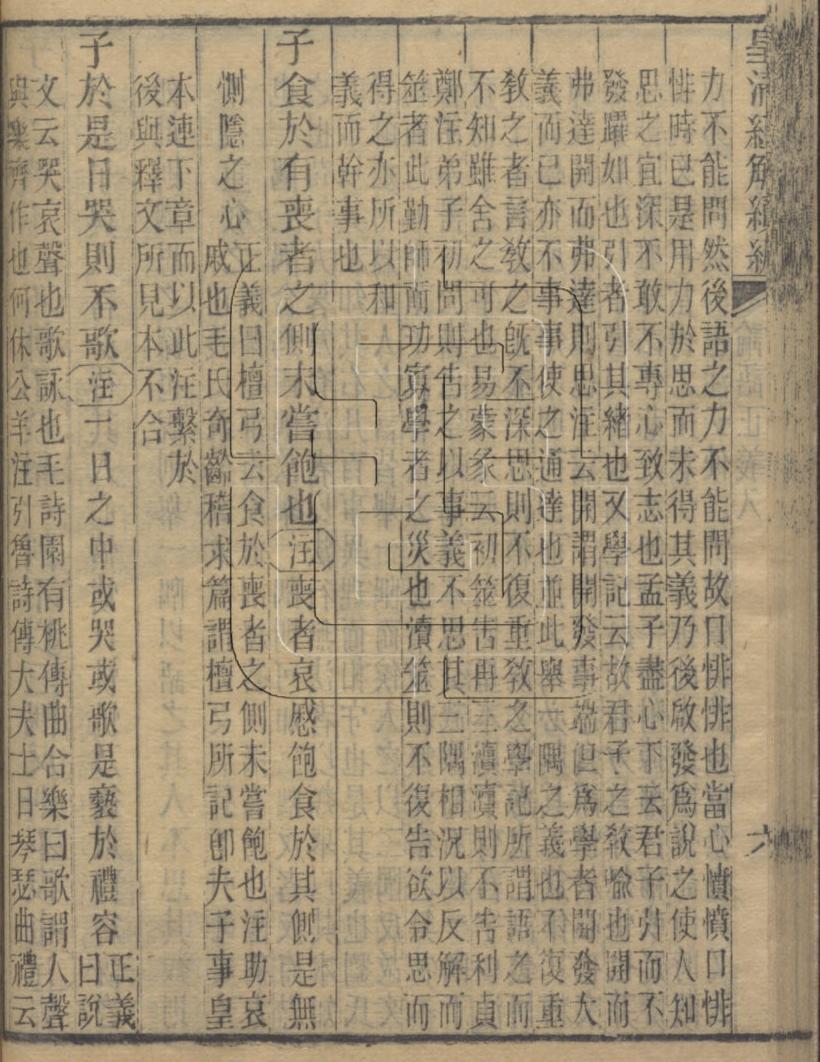 皇清經解續編
論語正義八
六
力不能問然後語之力不能問故口悱悱也當心憤憤口悱
悱時已是用力於思而未得其義乃後啟發爲說之使人知
思之宜深不敢不專心致志也孟子盡心下云君子引而不
發躍如也引者引其緒也又學記云故君子之教喻也開而
弗達開而弗達則思注云開謂開發事端但爲學者開發大
義而已亦不事事使之通達也並此舉一隅之義也不復重
敎之者言敎之旣不深思則不復重敎之學記所謂語之而
不知雖舍之可也易蒙彖云初筮吿再三瀆瀆則不吿利貞
鄭注弟子初問則告之以事義不思其三隅相況以反解而
筮者此勤師而功寡學者之災也瀆筮則不復告欲令思而
得之亦所以利
義而幹事也
子食於有喪者之側未嘗飽也注喪者哀慼飽食於其側是無
惻隱之心
正義曰檀弓云食於喪者之側未嘗飽也注助哀
戚也毛氏奇齡稽求篇謂檀弓所記卽夫子事皇
本連下章而以此注繫於
後與釋文所見本不合
子於是日哭則不歌注一日之中或哭或歌是褻於禮容
正義
曰說
文云哭哀聲也歌詠也毛詩園有桃傳曲合樂曰歌謂人聲
與樂齊作也何休公羊注引魯詩傳大夫士日琴瑟曲禮云